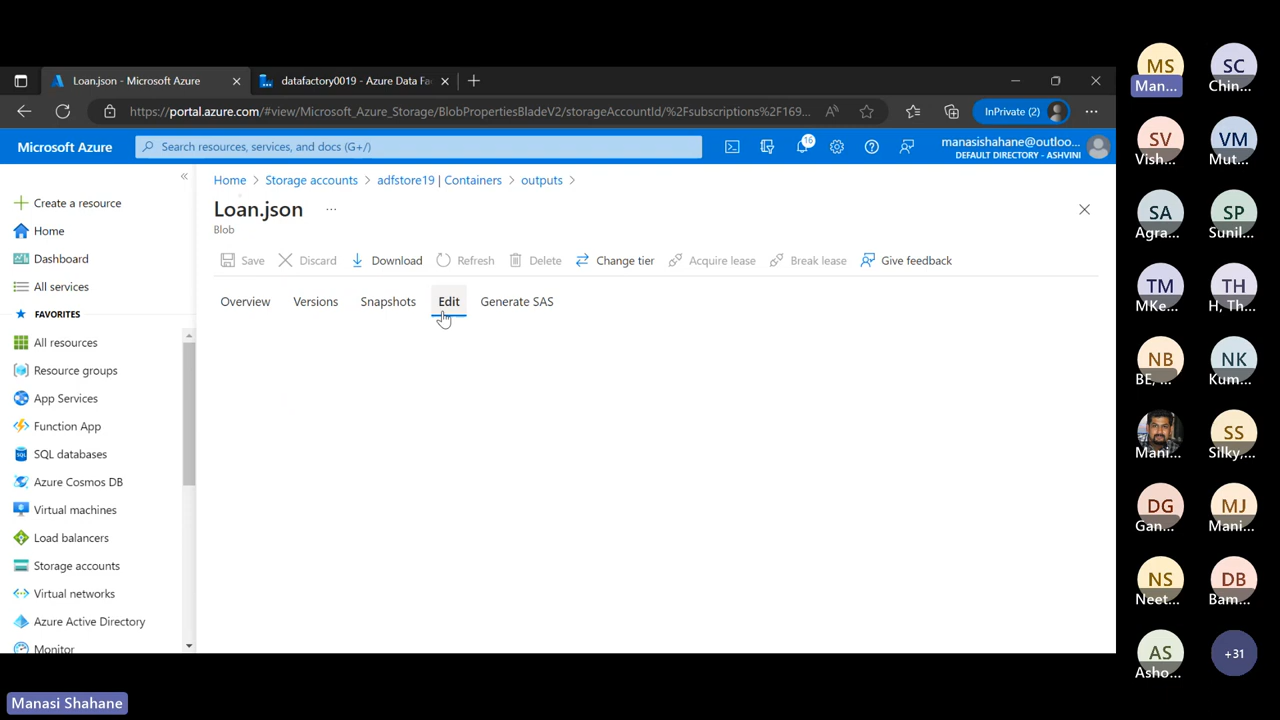 Loan.json - Microsoft Azure
datafactory0019 - Azure Data Fa
https://portal.azure.com/#view/Microsoft_Azure_Storage/BlobPropertiesBladeV2/storageAccountId/%2Fsubscriptions%2F169...
InPrivate (2)
Microsoft Azure
Search resources, services, and docs (G+/)
16
manasishahane@outloo...
DEFAULT DIRECTORY - ASHVINI
Create a resource
Home
Dashboard
All services
FAVORITES
All resources
Resource groups
App Services
Function App
SQL databases
Azure Cosmos DB
Virtual machines
Load balancers
Storage accounts
Virtual networks
Azure Active Directory
Monitor
Home > Storage accounts > adfstore19 | Containers > outputs >
Loan.json ...
Blob
Save Discard Download Refresh Delete Change tier Acquire lease Break lease Give feedback
Overview Versions Snapshots Edit Generate SAS
MS SC
Man... Chin...
SV VM
Vish... Mut...
SA SP
Agra... Sunil...
TM TH
MKe... H, Th...
NB NK
BE, ... Kum...
SS
Mani... Silky,...
DG MJ
Gan... Mani...
NS DB
Neet... Bam...
AS +31
Asho...
Manasi Shahane